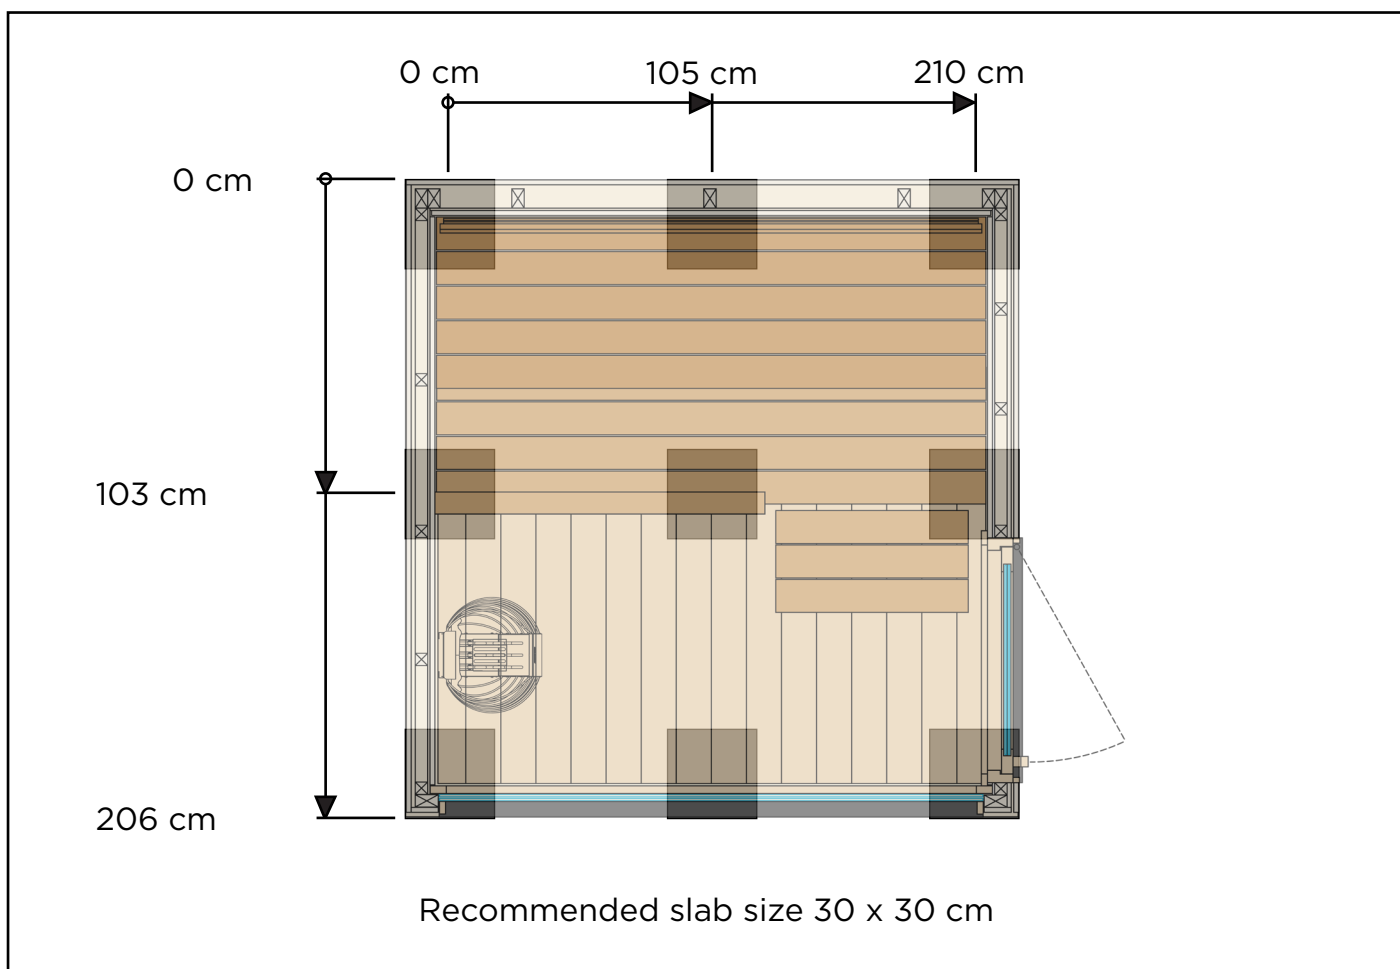 0 cm 105 cm 210 cm
0 cm
103 cm
206 cm
Recommended slab size 30 x 30 cm